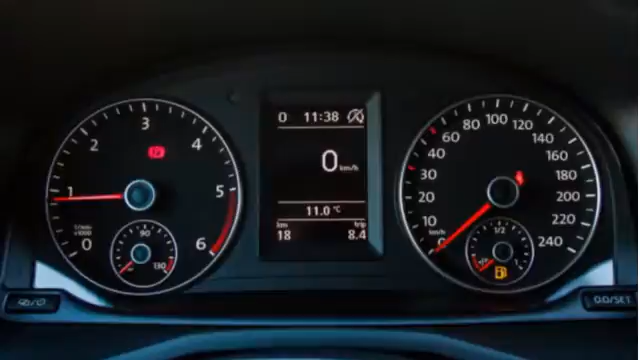 3
2
4
1
5
1/min
x1000
0
6
90
130
0 11:38
0 km/h
11.0 °C
km trip
18 8.4
100
80 120
60 140
40 160
30 180
20 200
10 220
km/h
0 240
1/2
0.0/SET